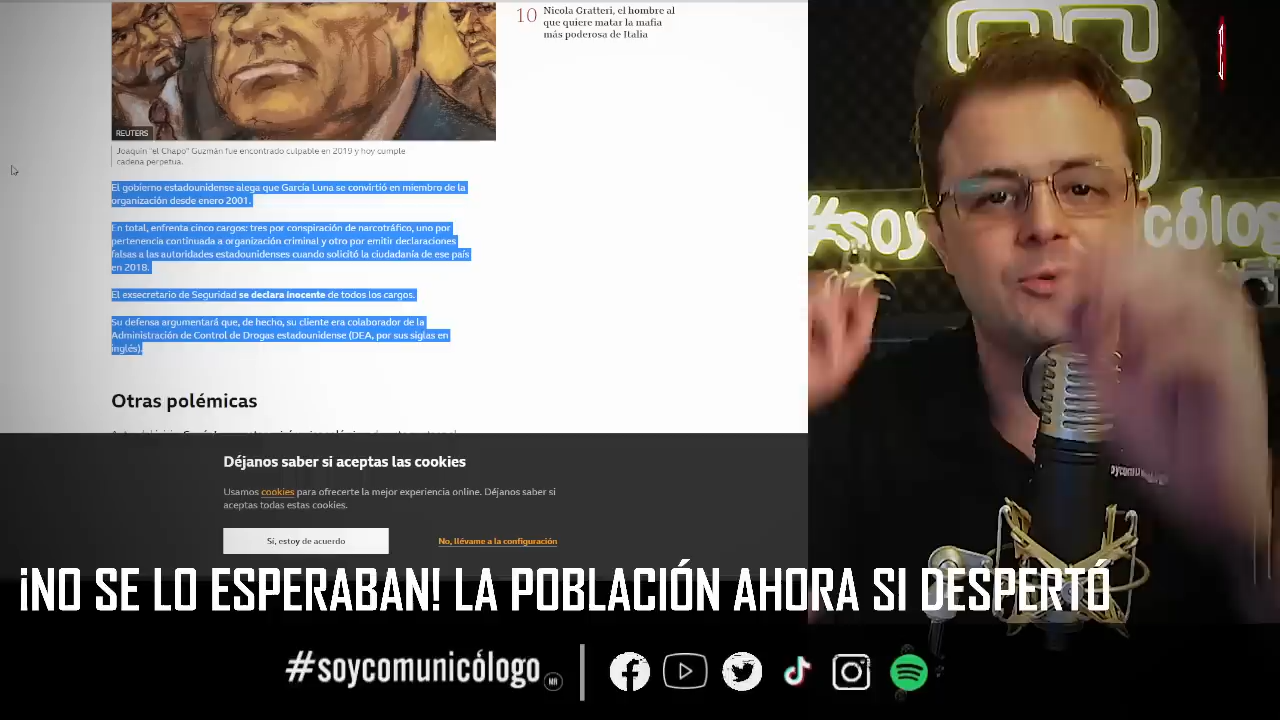 10 Nicola Gratteri, el hombre al
que quiere matar la mafia
más poderosa de Italia
REUTERS
Joaquín "el Chapo" Guzmán fue encontrado culpable en 2019 y hoy cumple
cadena perpetua.
El gobierno estadounidense alega que García Luna se convirtió en miembro de la
organización desde enero 2001.
En total, enfrenta cinco cargos: tres por conspiración de narcotráfico, uno por
pertenencia continuada a organización criminal y otro por emitir declaraciones
falsas a las autoridades estadounidenses cuando solicitó la ciudadanía de ese país
en 2018.
El exsecretario de Seguridad se declara inocente de todos los cargos.
Su defensa argumentará que, de hecho, su cliente era colaborador de la
Administración de Control de Drogas estadounidense (DEA, por sus siglas en
inglés).
Otras polémicas
Déjanos saber si aceptas las cookies
Usamos cookies para ofrecerte la mejor experiencia online. Déjanos saber si
aceptas todas estas cookies.
Sí, estoy de acuerdo
No, llévame a la configuración
#soy cólogo
soycomunicólogo
¡NO SE LO ESPERABAN! LA POBLACIÓN AHORA SI DESPERTÓ
#soycomunicólogo MR